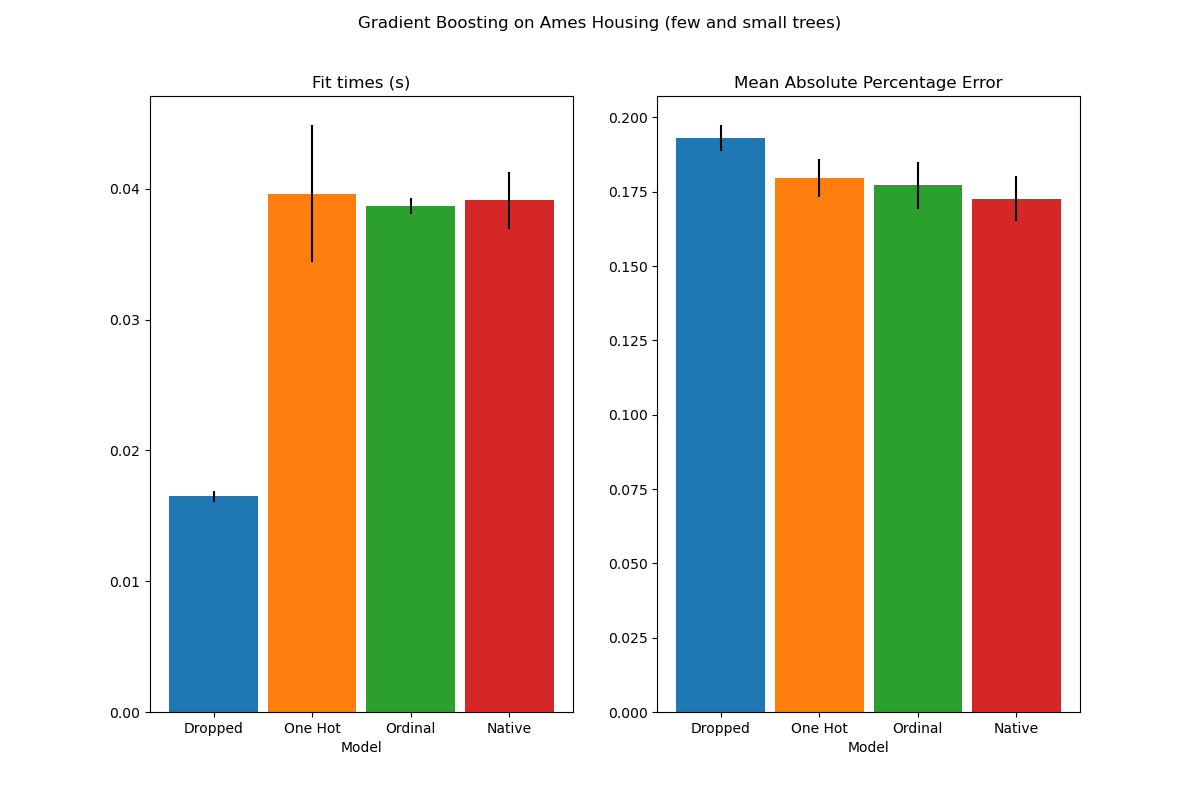 Gradient Boosting on Ames Housing (few and small trees)
Fit times (s)
0.04
0.03
0.02
0.01
0.00
Dropped One Hot Ordinal Native
Model
Mean Absolute Percentage Error
0.200
0.175
0.150
0.125
0.100
0.075
0.050
0.025
0.000
Dropped One Hot Ordinal Native
Model